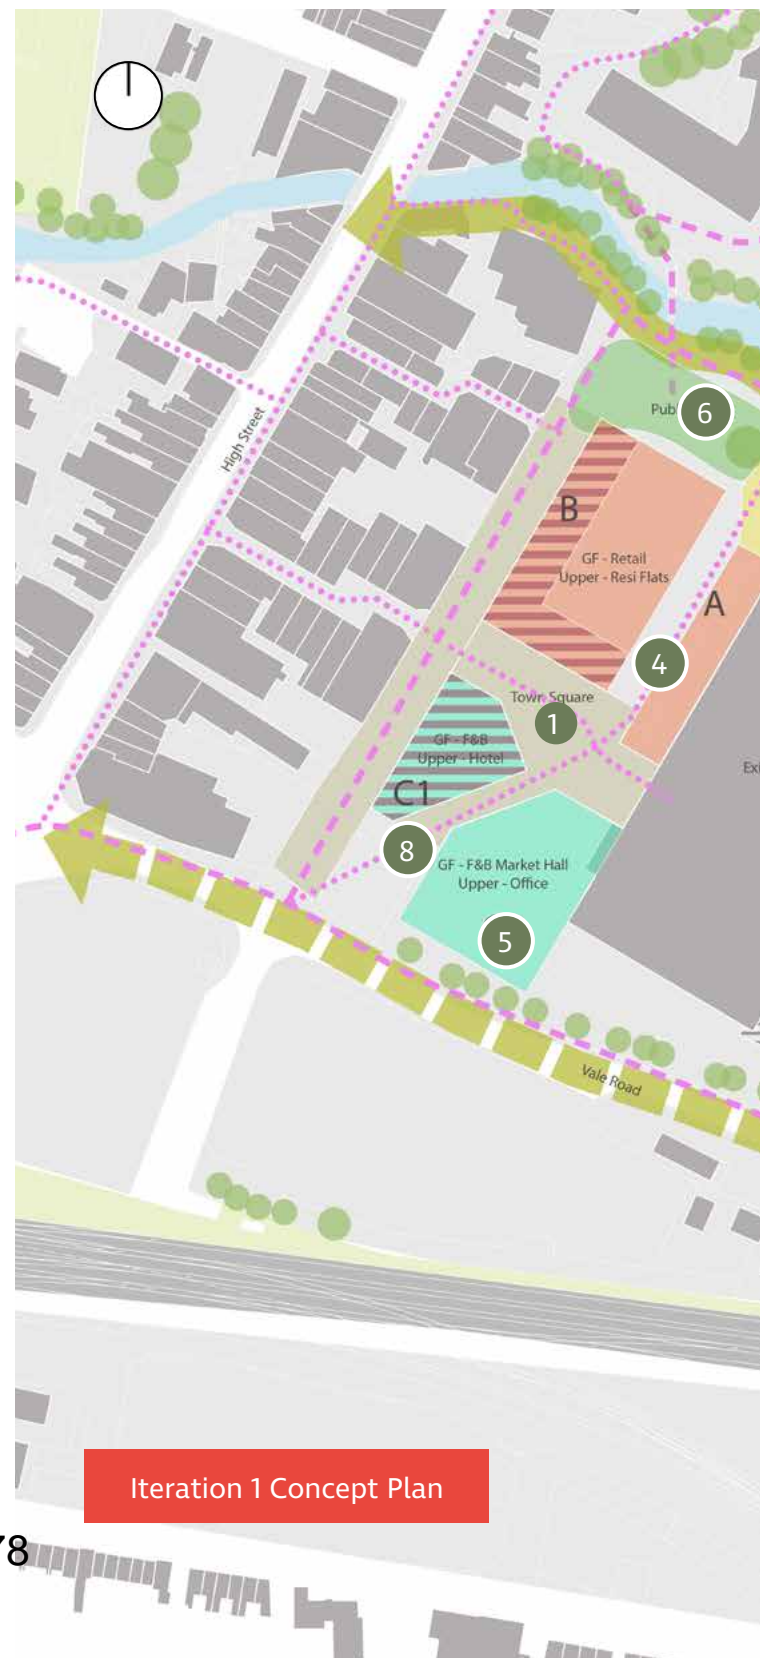 High Street
6
B
GF - Retail
Upper - Resi Flats
A
4
Town Square
1
GF - F&B
Upper - Hotel
C1
8
GF - F&B Market Hall
Upper - Office
5
Vale Road
Iteration 1 Concept Plan
78